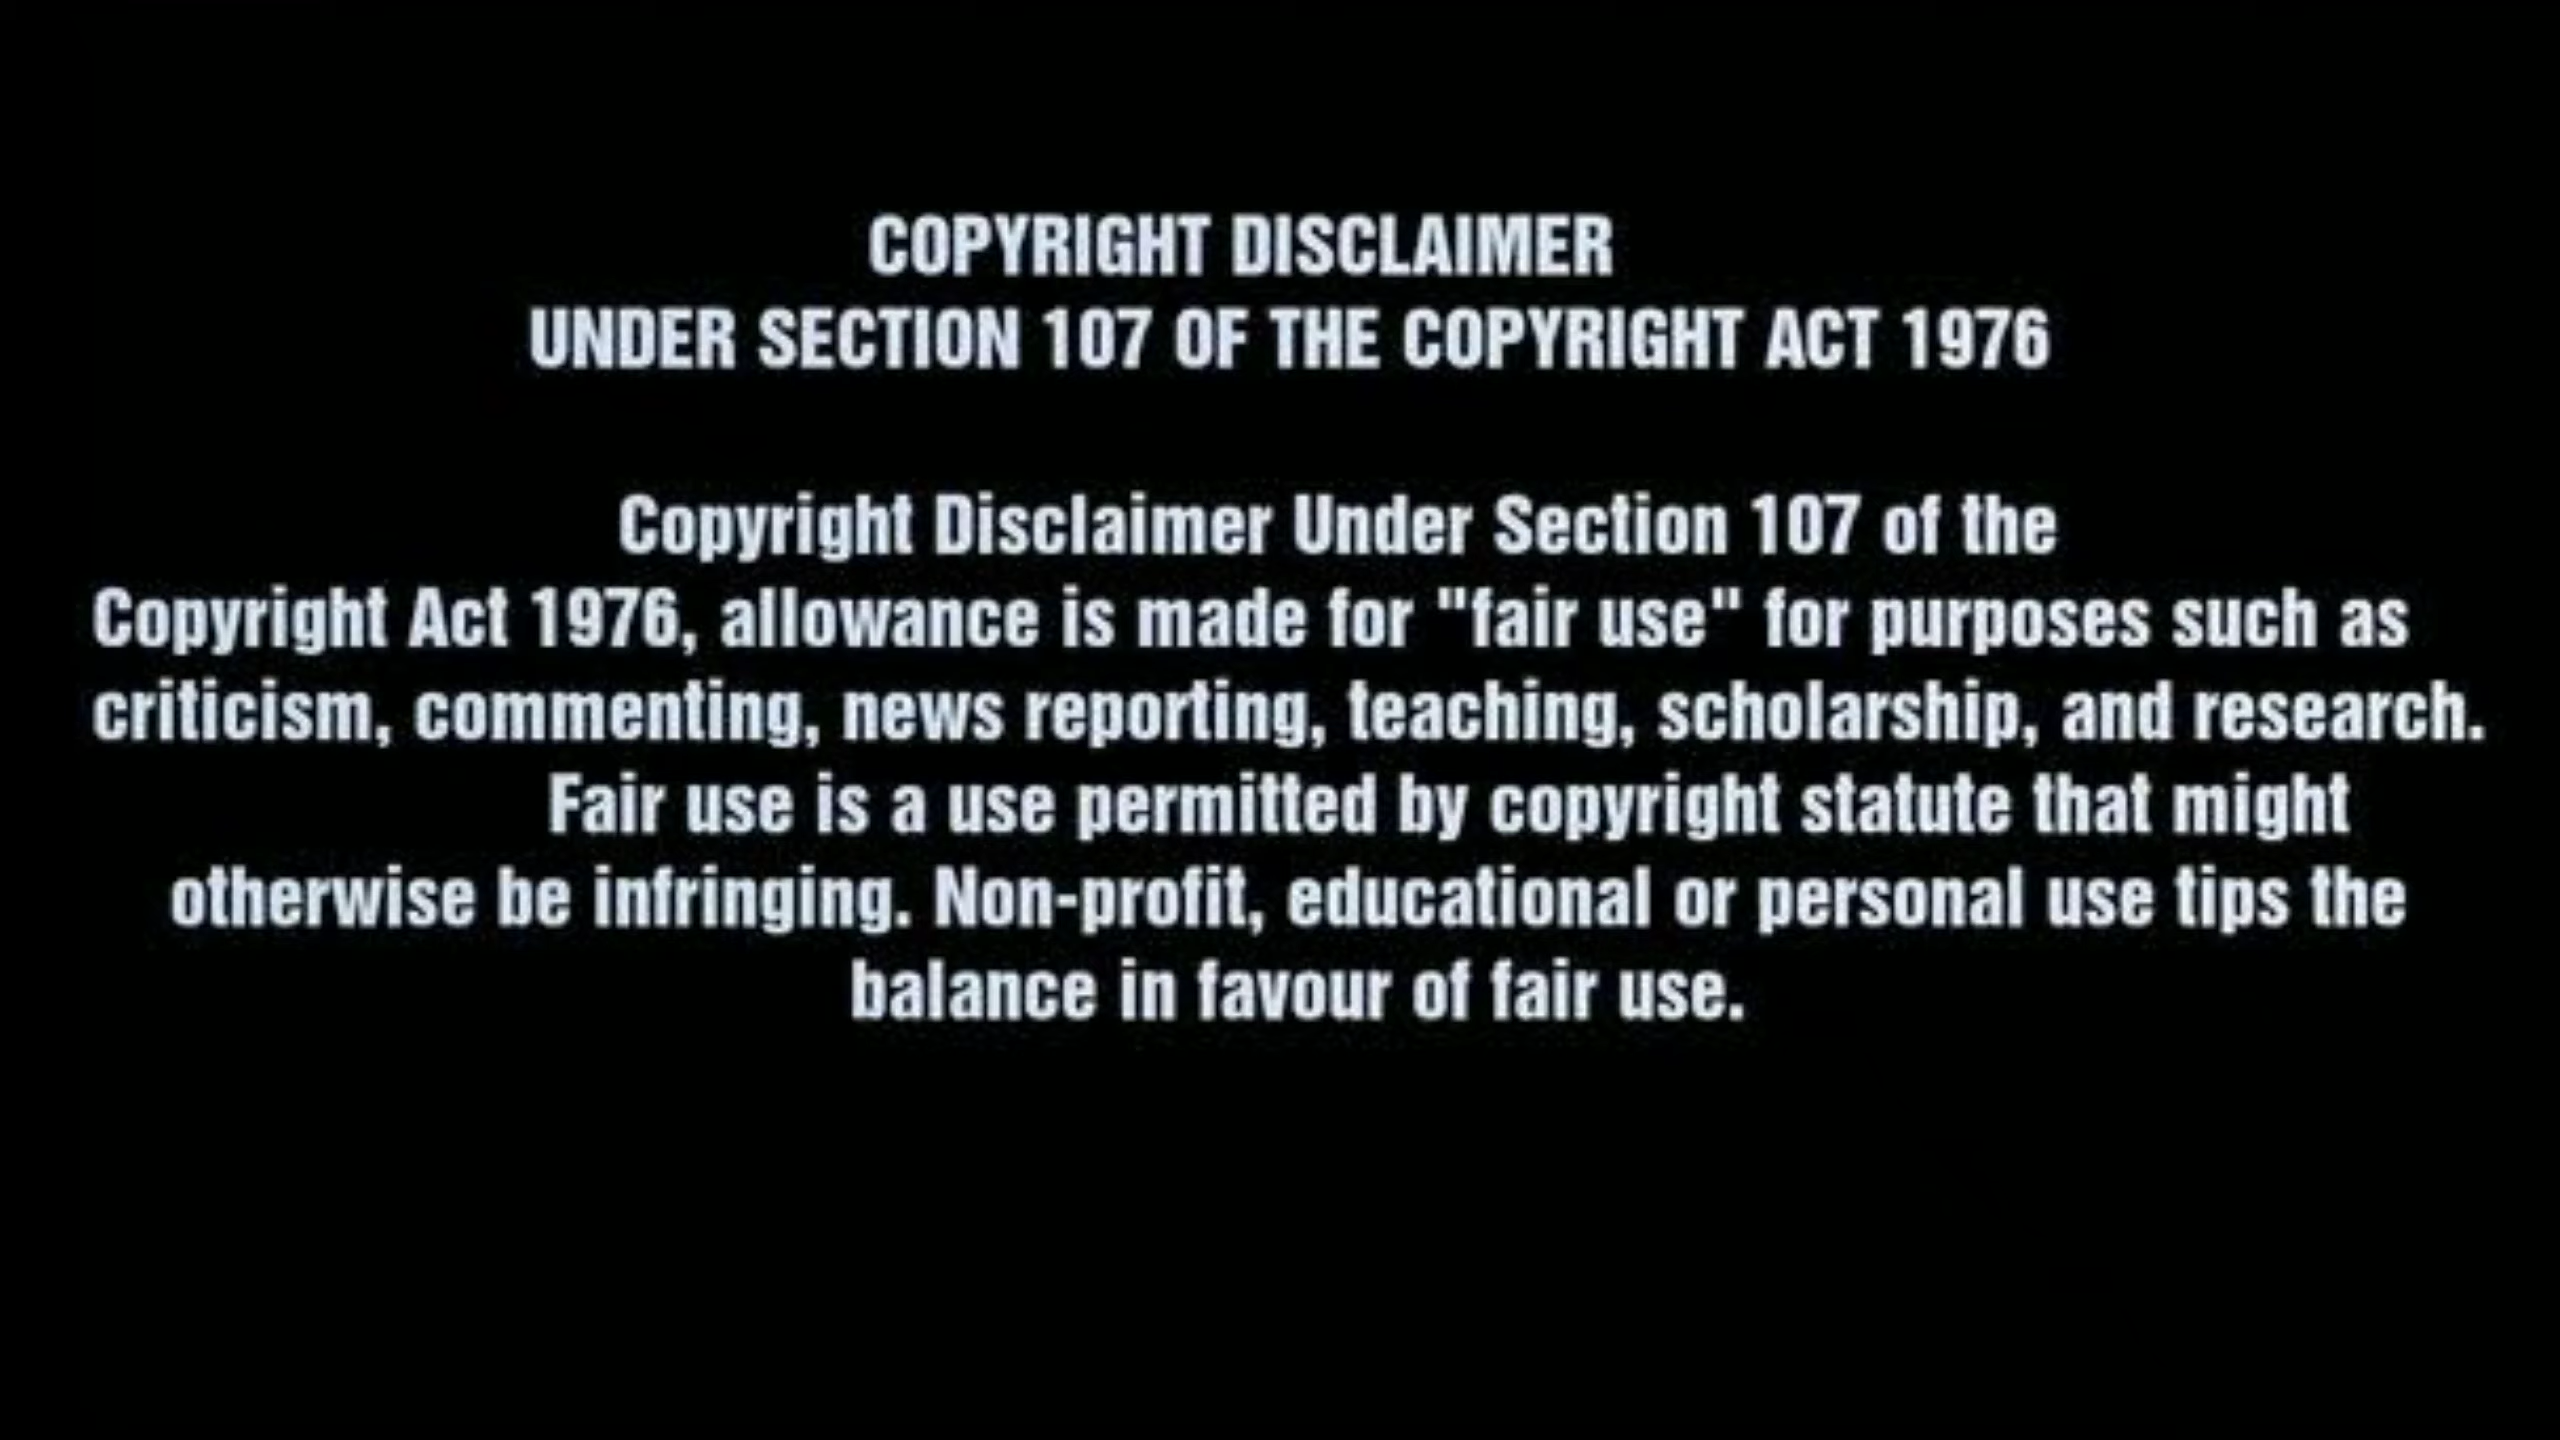 COPYRIGHT DISCLAIMER
UNDER SECTION 107 OF THE COPYRIGHT ACT 1976
Copyright Disclaimer Under Section 107 of the
Copyright Act 1976, allowance is made for "fair use" for purposes such as
criticism, commenting, news reporting, teaching, scholarship, and research.
Fair use is a use permitted by copyright statute that might
otherwise be infringing. Non-profit, educational or personal use tips the
balance in favour of fair use.